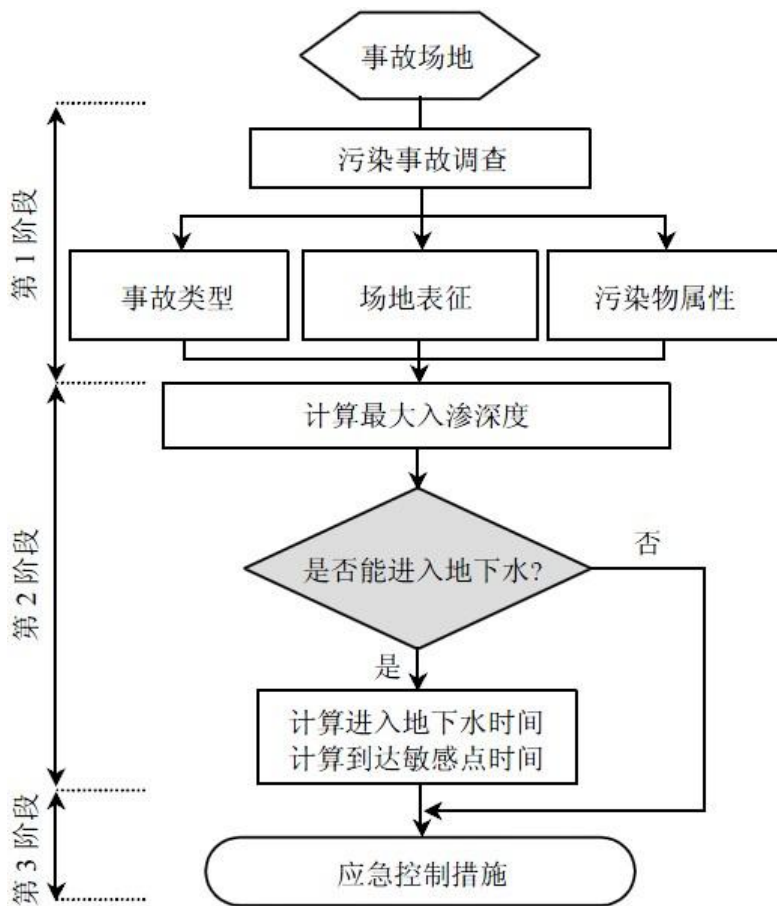 事故场地
污染事故调查
第1阶段
事故类型
场地表征
污染物属性
计算最大入渗深度
第2阶段
是否能进入地下水?
否
是
计算进入地下水时间
计算到达敏感点时间
第3阶段
应急控制措施